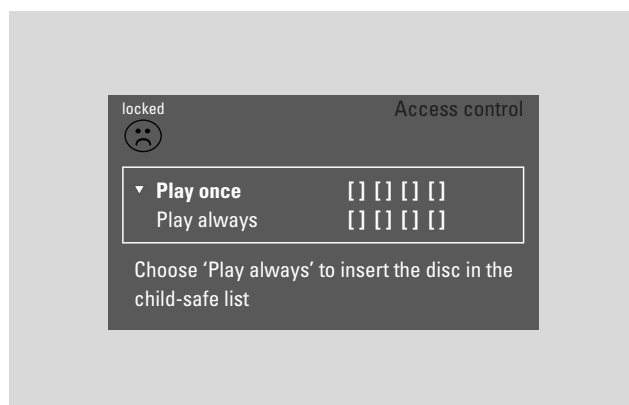 locked
Access control
▼ Play once [ ] [ ] [ ] [ ]
Play always [ ] [ ] [ ] [ ]
Choose ‘Play always’ to insert the disc in the
child-safe list